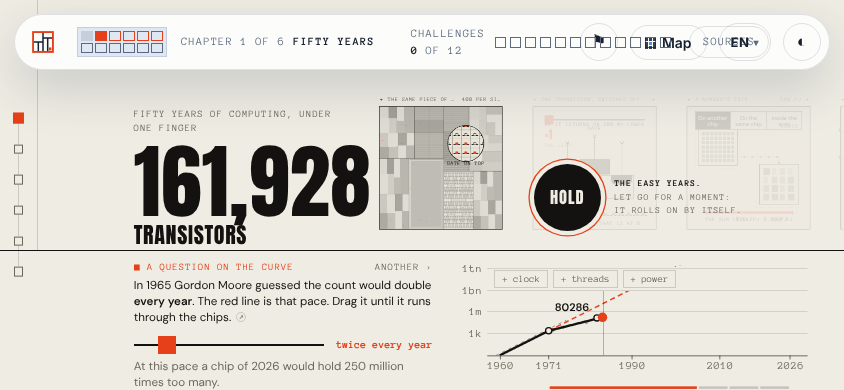 CHAPTER 1 OF 6 FIFTY YEARS
CHALLENGES
0 OF 12
Map
SOURCES
EN
FIFTY YEARS OF COMPUTING, UNDER
ONE FINGER
161,928
TRANSISTORS
THE SAME PIECE OF …
HOLD
THE EASY YEARS.
LET GO FOR A MOMENT:
IT ROLLS ON BY ITSELF.
A QUESTION ON THE CURVE
ANOTHER ›
In 1965 Gordon Moore guessed the count would double
every year. The red line is that pace. Drag it until it runs
through the chips.
twice every year
At this pace a chip of 2026 would hold 250 million
times too many.
+ clock
+ threads
+ power
1tn
1bn
1m
1k
80286
1960
1971
1990
2010
2026